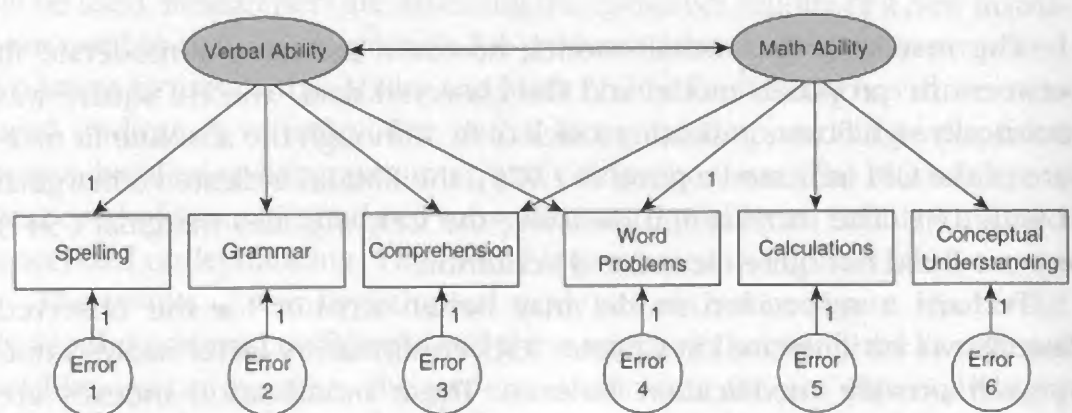 Verbal Ability
Math Ability
1
1
Spelling
Grammar
Comprehension
Word
Problems
Calculations
Conceptual
Understanding
1
1
1
1
1
1
Error
1
Error
2
Error
3
Error
4
Error
5
Error
6